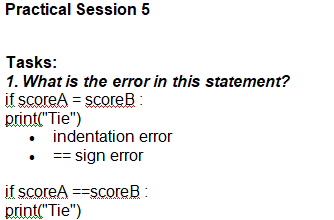 Practical Session 5
Tasks:
1. What is the error in this statement?
if scoreA = scoreB :
print("Tie")
• indentation error
• == sign error
if scoreA ==scoreB :
print("Tie")